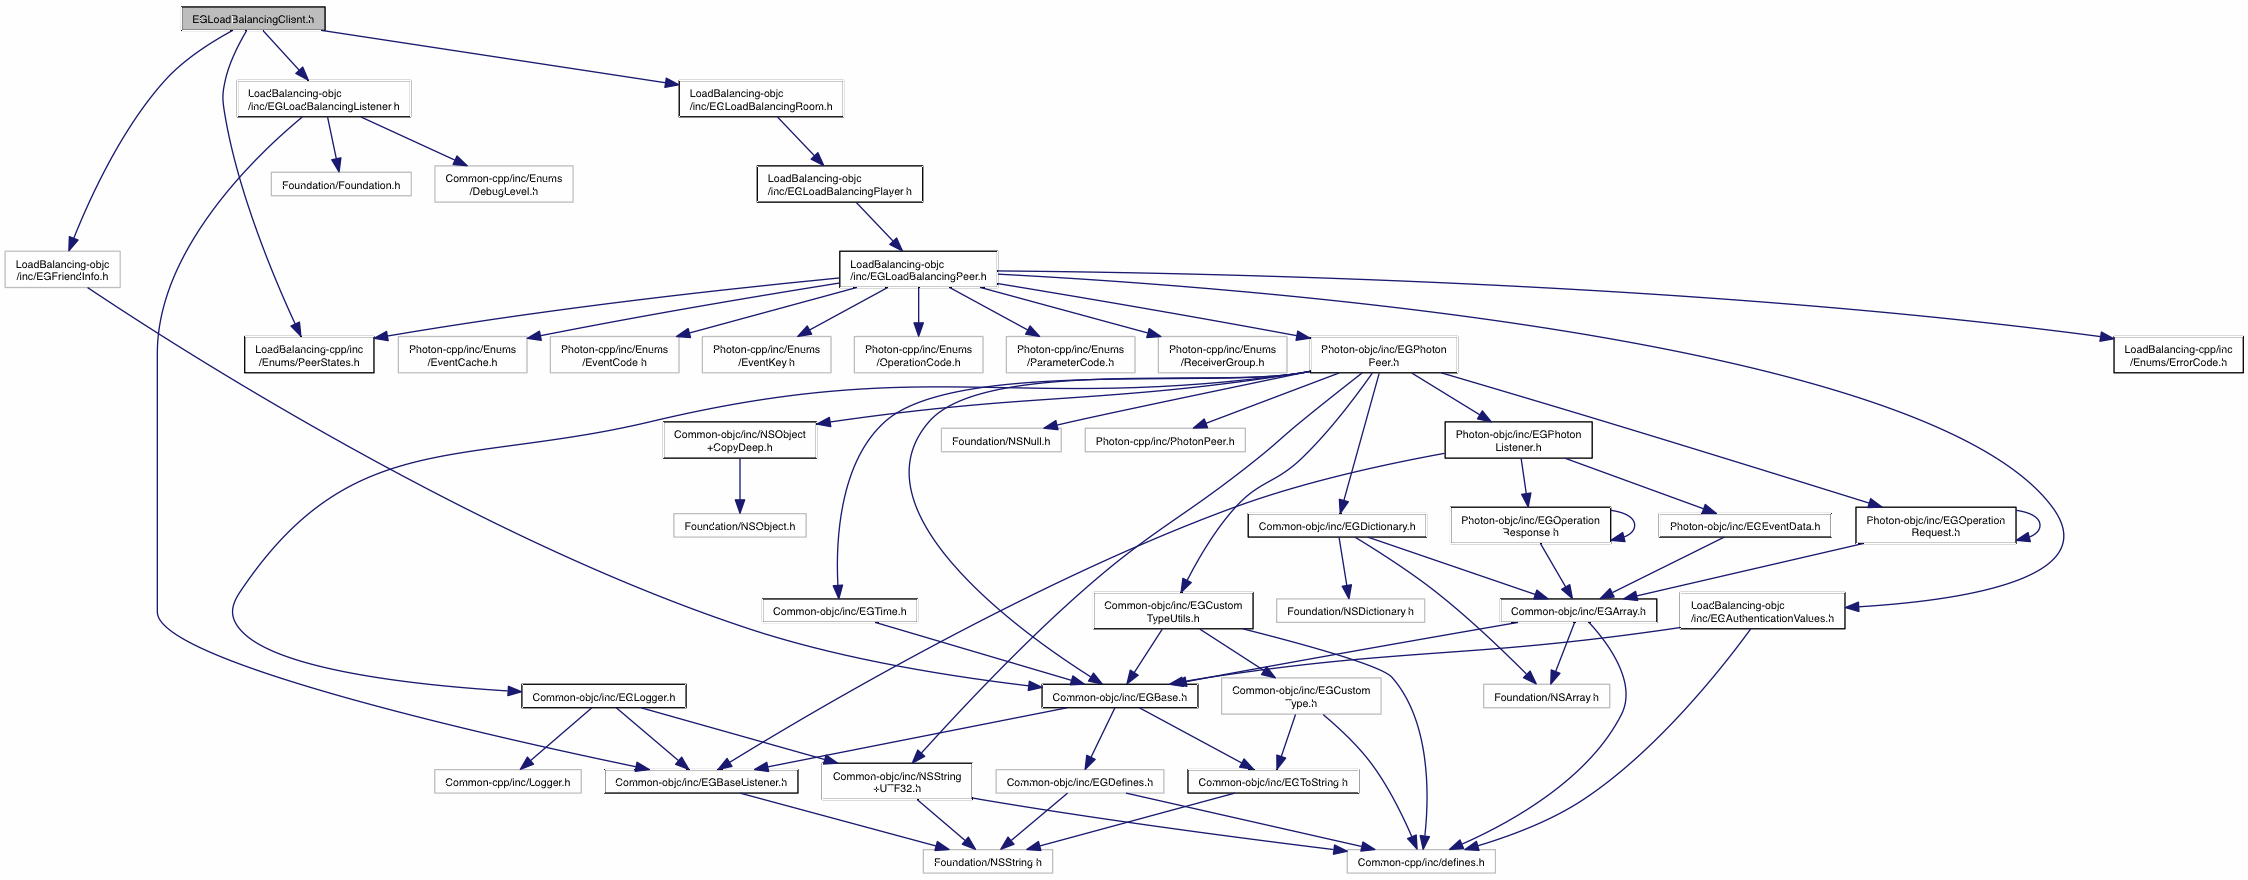 EGLoadBalancingClient.h
LoadBalancing-objc
/inc/EGLoadBalancingListener.h
LoadBalancing-objc
/inc/EGLoadBalancingRoom.h
Foundation/Foundation.h
Common-cpp/inc/Enums
/DebugLevel.h
LoadBalancing-objc
/inc/EGLoadBalancingPlayer.h
LoadBalancing-objc
/inc/EGFriendInfo.h
LoadBalancing-objc
/inc/EGLoadBalancingPeer.h
LoadBalancing-cpp/inc
/Enums/PeerStates.h
Photon-cpp/inc/Enums
/EventCache.h
Photon-cpp/inc/Enums
/EventCode.h
Photon-cpp/inc/Enums
/EventKey.h
Photon-cpp/inc/Enums
/OperationCode.h
Photon-cpp/inc/Enums
/ParameterCode.h
Photon-cpp/inc/Enums
/ReceiverGroup.h
Photon-objc/inc/EGPhoton
Peer.h
LoadBalancing-cpp/inc
/Enums/ErrorCode.h
Common-objc/inc/NSObject
+CopyDeep.h
Foundation/NSNull.h
Photon-cpp/inc/PhotonPeer.h
Photon-objc/inc/EGPhoton
Listener.h
Foundation/NSObject.h
Common-objc/inc/EGDictionary.h
Photon-objc/inc/EGOperation
Response.h
Photon-objc/inc/EGEventData.h
Photon-objc/inc/EGOperation
Request.h
Common-objc/inc/EGTime.h
Common-objc/inc/EGCustom
TypeUtils.h
Foundation/NSDictionary.h
Common-objc/inc/EGArray.h
LoadBalancing-objc
/inc/EGAuthenticationValues.h
Common-objc/inc/EGLogger.h
Common-objc/inc/EGBase.h
Common-objc/inc/EGCustom
Type.h
Foundation/NSArray.h
Common-cpp/inc/Logger.h
Common-objc/inc/EGBaseListener.h
Common-objc/inc/NSString
+UTF32.h
Common-objc/inc/EGDefines.h
Common-objc/inc/EGToString.h
Foundation/NSString.h
Common-cpp/inc/defines.h